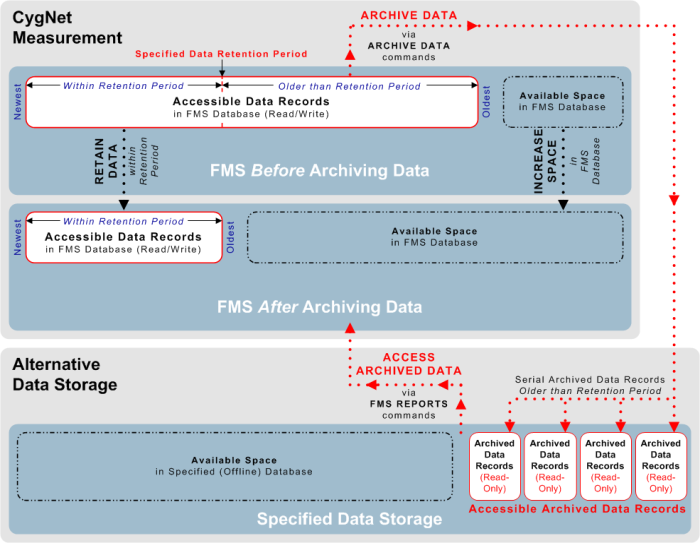 CygNet
Measurement
ARCHIVE DATA
via
ARCHIVE DATA
commands
Specified Data Retention Period
Newest
Within Retention Period
Older than Retention Period
Oldest
Accessible Data Records
in FMS Database (Read/Write)
Available Space
in FMS Database
RETAIN
DATA
within
Retention
Period
INCREASE
SPACE
in
FMS
Database
FMS Before Archiving Data
Newest
Within Retention Period
Oldest
Accessible Data Records
in FMS Database (Read/Write)
Available Space
in FMS Database
FMS After Archiving Data
Alternative
Data Storage
ACCESS
ARCHIVED DATA
via
FMS REPORTS
commands
Serial Archived Data Records
Older than Retention Period
Available Space
in Specified (Offline) Database
Archived
Data
Records
(Read-
Only)
Archived
Data
Records
(Read-
Only)
Archived
Data
Records
(Read-
Only)
Archived
Data
Records
(Read-
Only)
Accessible Archived Data Records
Specified Data Storage